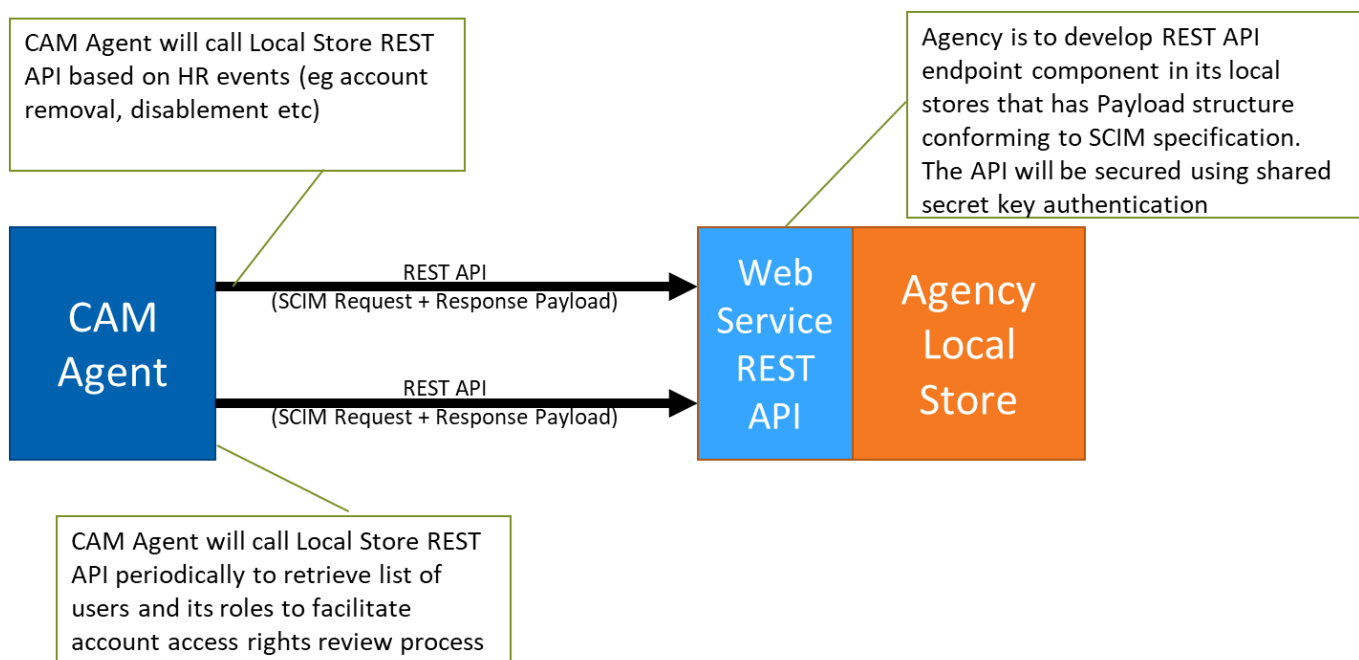 CAM Agent will call Local Store REST
API based on HR events (eg account
removal, disablement etc)
Agency is to develop REST API
endpoint component in its local
stores that has Payload structure
conforming to SCIM specification.
The API will be secured using shared
secret key authentication
CAM
Agent
REST API
(SCIM Request + Response Payload)
REST API
(SCIM Request + Response Payload)
Web
Service
REST
API
Agency
Local
Store
CAM Agent will call Local Store REST
API periodically to retrieve list of
users and its roles to facilitate
account access rights review process